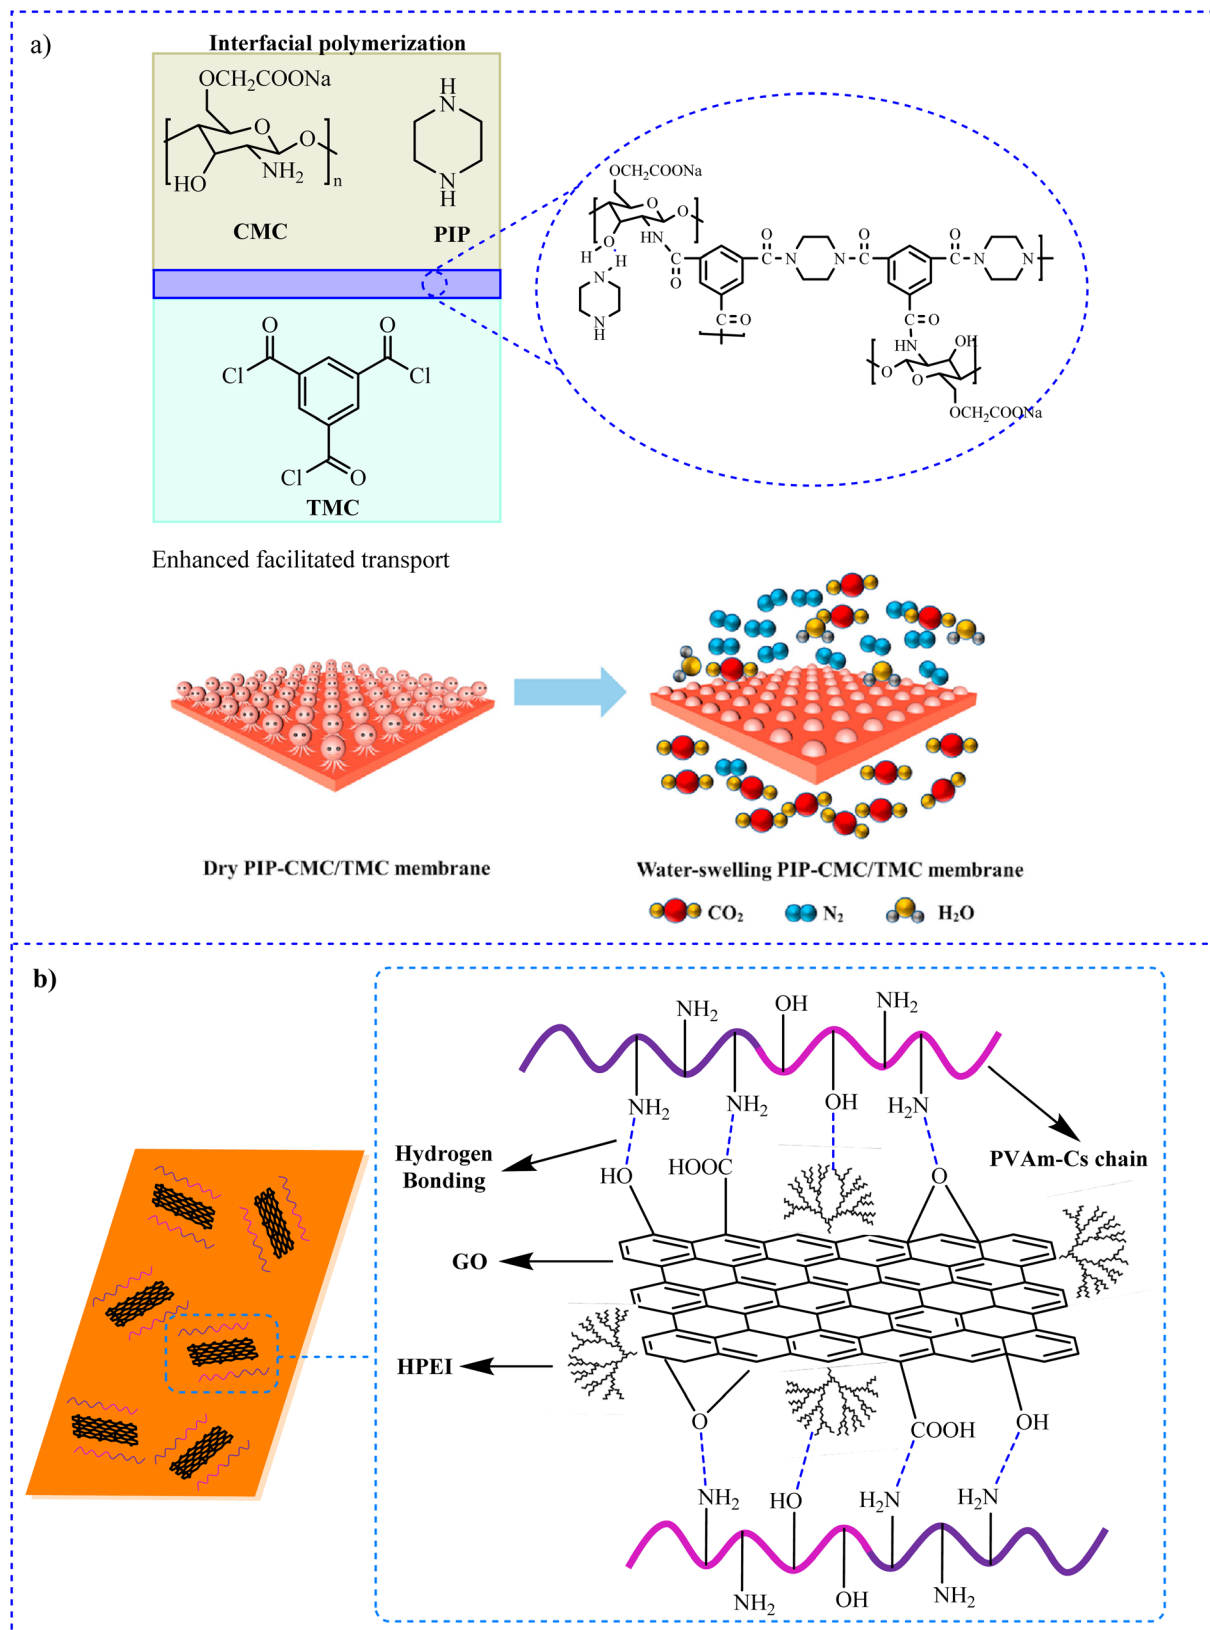 a)
Interfacial polymerization
OCH2COONa
O
O
HO
NH2
n
CMC
H
N
N
H
PIP
O
O
Cl
Cl
Cl
O
TMC
OCH2COONa
O
O
O
HN
H
H
H
N
N
H
C
O
O
C
N
N
O
C
O
C
N
N
C=O
C=O
HN
OH
O
O
OCH2COONa
Enhanced facilitated transport
Dry PIP-CMC/TMC membrane
Water-swelling PIP-CMC/TMC membrane
CO2
N2
H2O
b)
NH2
OH
NH2
NH2
NH2
OH
H2N
Hydrogen
Bonding
PVAm-Cs chain
HO
HOOC
O
GO
HPEI
O
COOH
OH
NH2
HO
H2N
H2N
NH2
OH
NH2